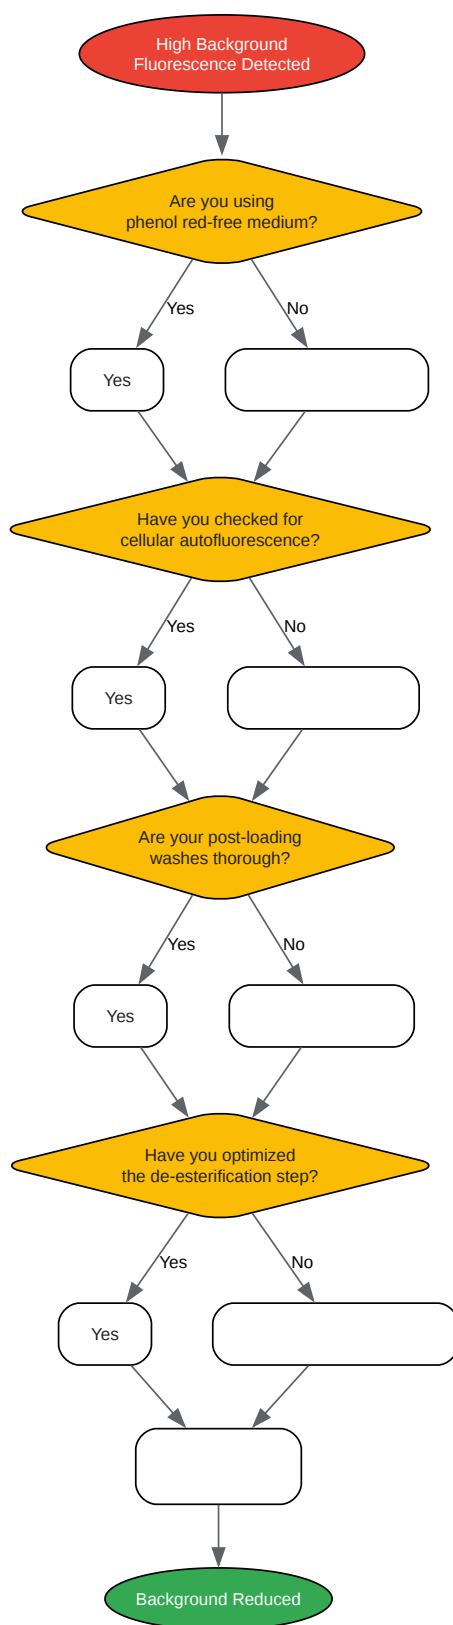 High Background
Fluorescence Detected
Are you using
phenol red-free medium?
Yes
No
Yes
Have you checked for
cellular autofluorescence?
Yes
No
Yes
Are your post-loading
washes thorough?
Yes
No
Yes
Have you optimized
the de-esterification step?
Yes
No
Yes
Background Reduced